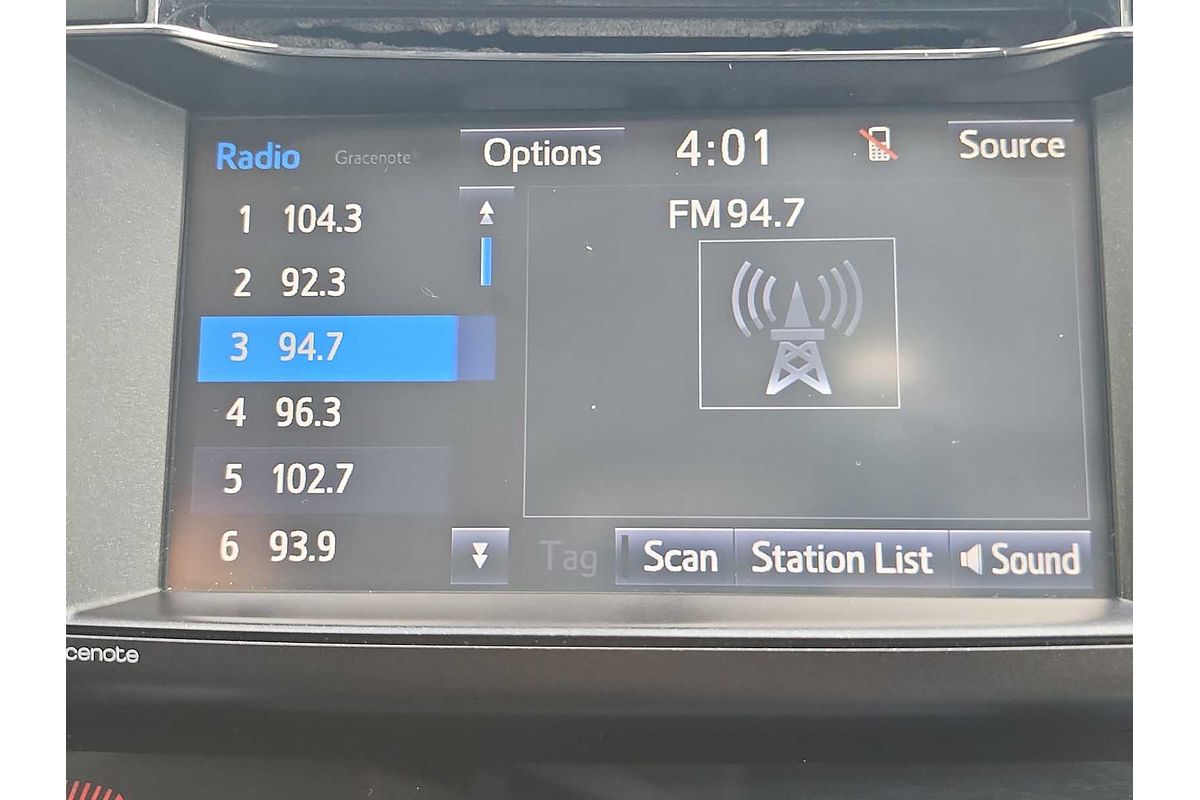 Radio Gracenote Options 4:01 Source
1 104.3
2 92.3
3 94.7
4 96.3
5 102.7
6 93.9
FM 94.7
Tag Scan Station List Sound
cenote